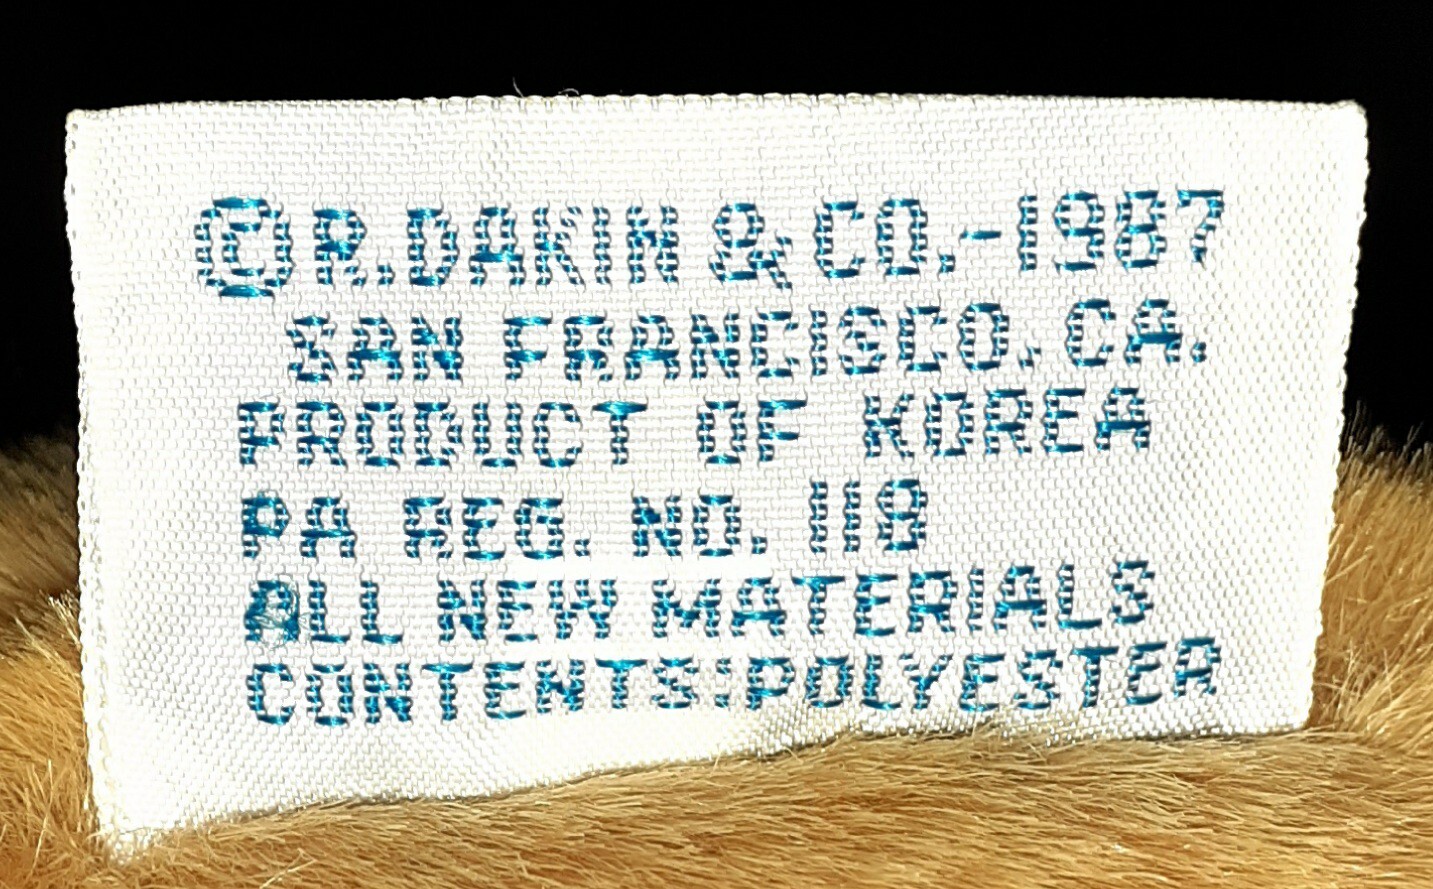 © R. DAKIN & CO.-1987
SAN FRANCISCO, CA.
PRODUCT OF KOREA
PA REG. NO. 118
ALL NEW MATERIALS
CONTENTS:POLYESTER